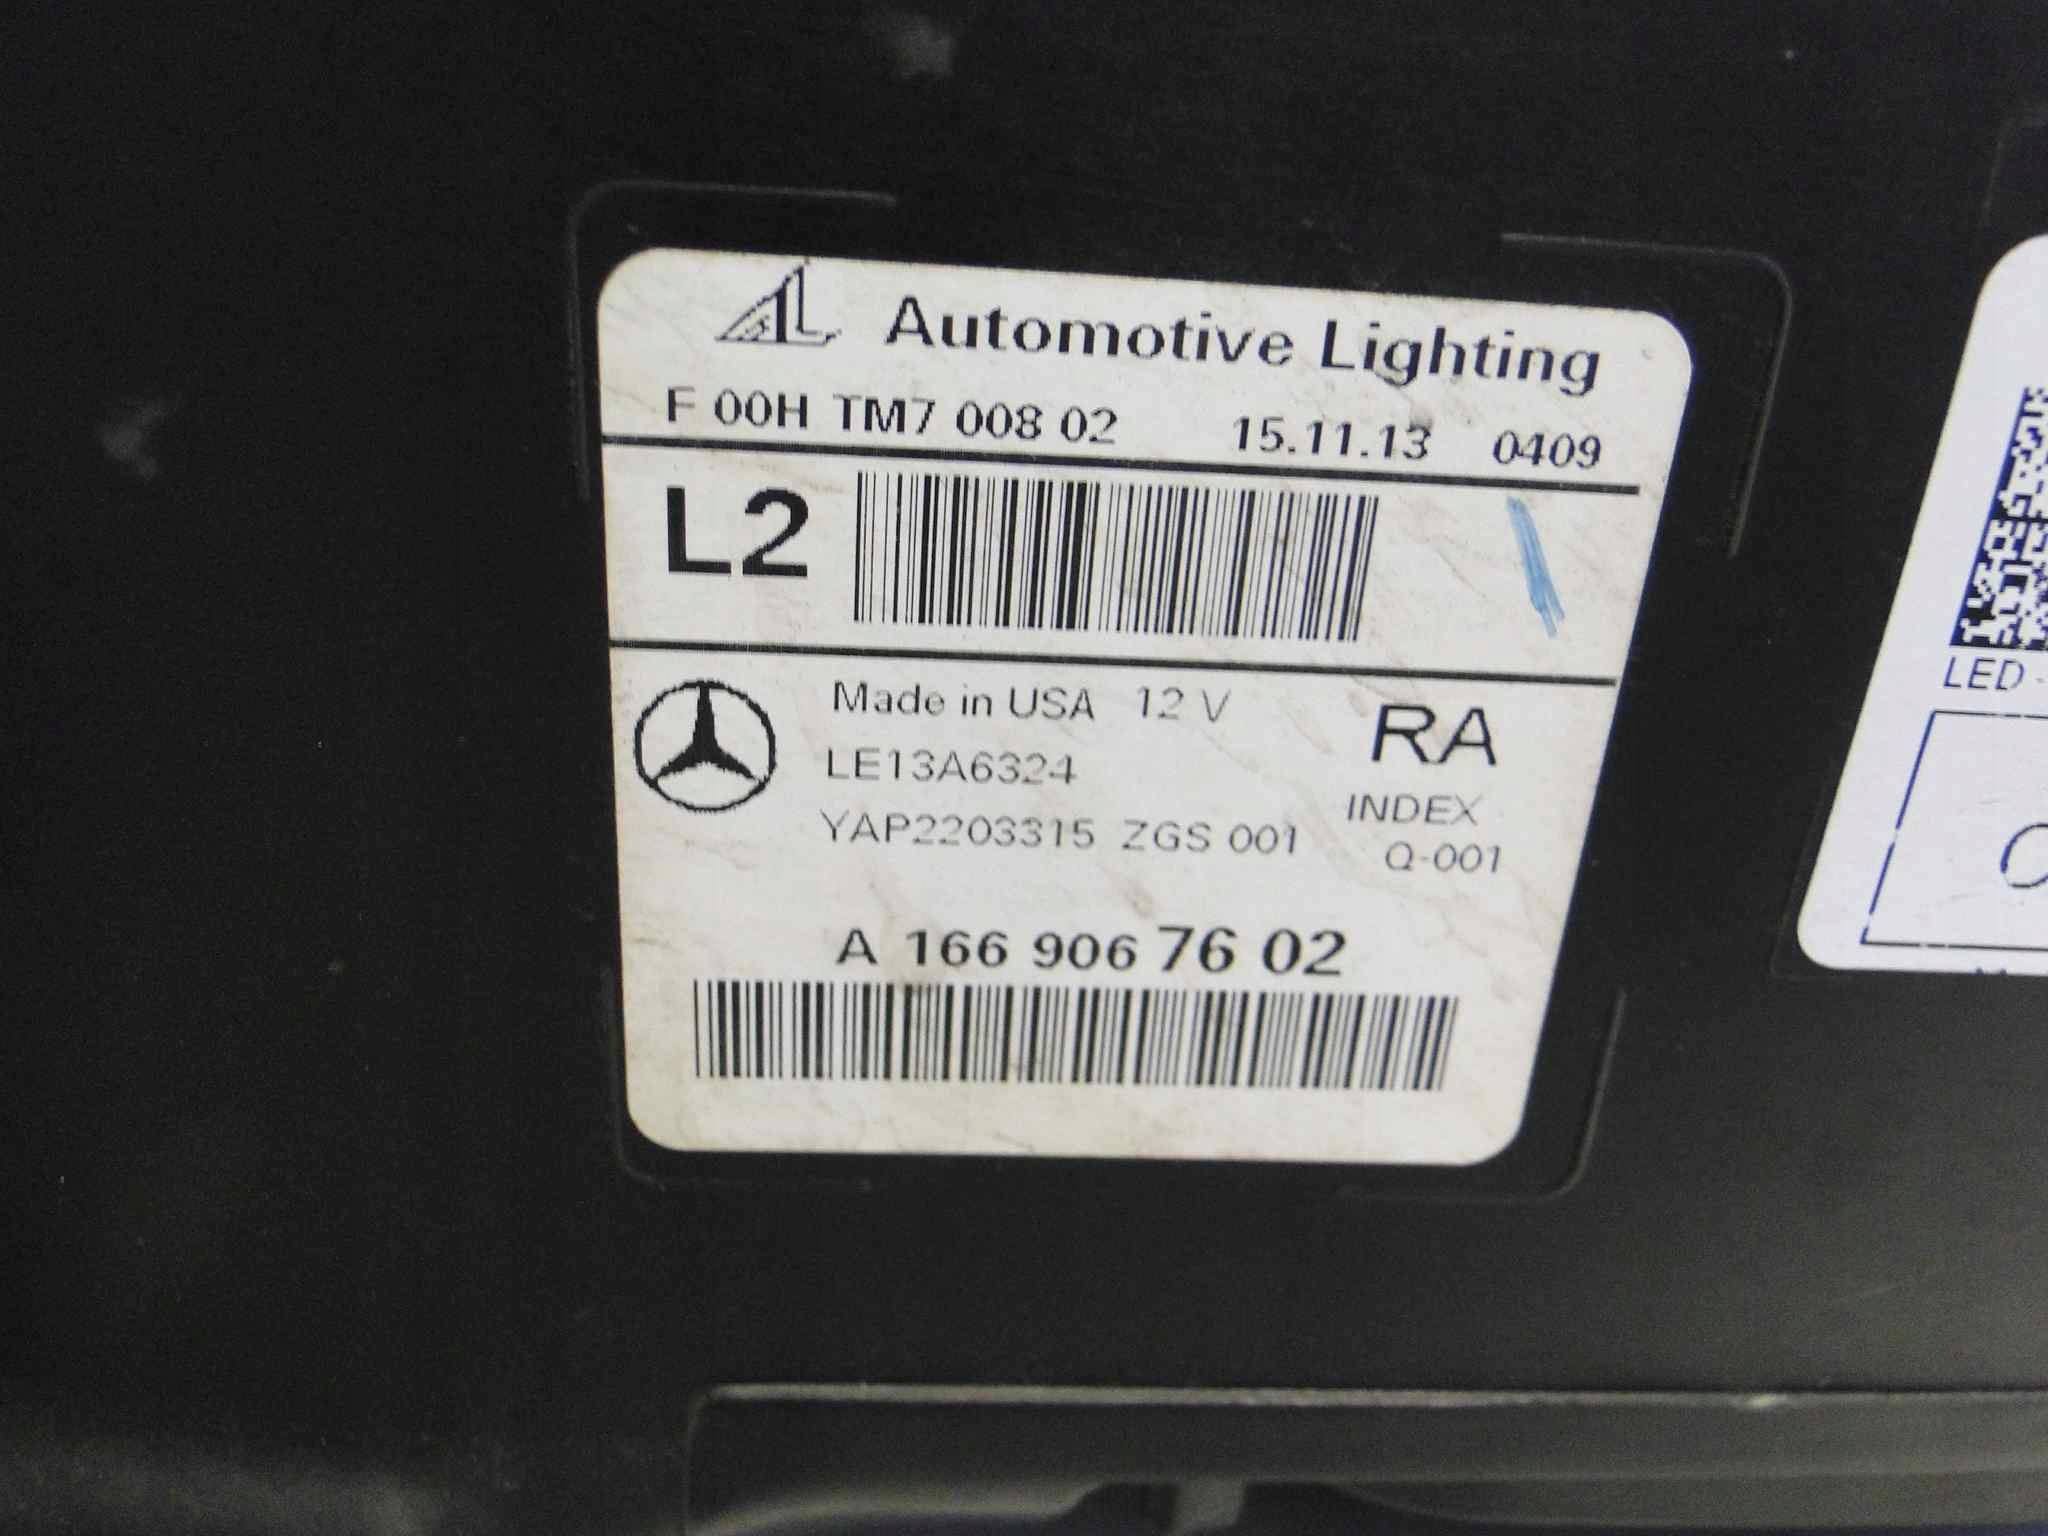 AL Automotive Lighting
F 00H TM7 008 02 15.11.13 0409
L2
Made in USA 12 V
RA
LE13A6324
INDEX
YAP2203315 ZGS 001
Q-001
A 166 906 76 02
LED -